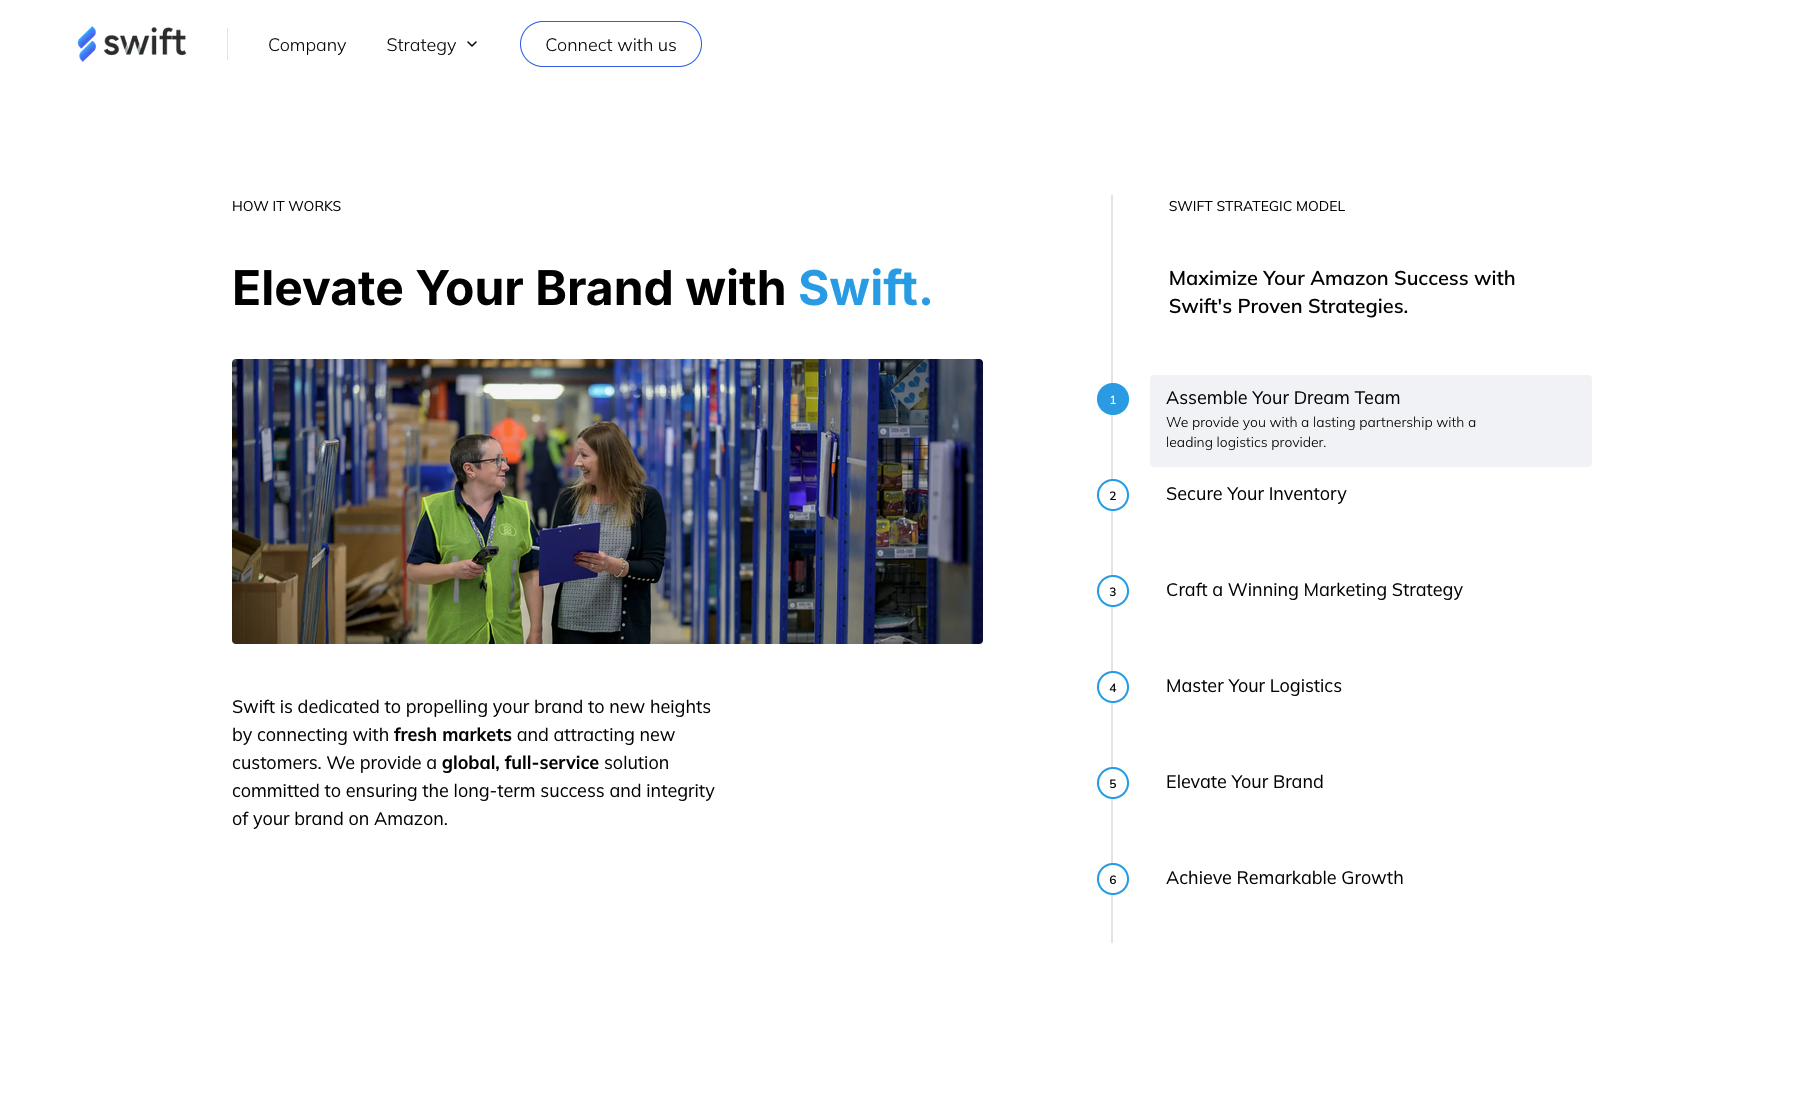 swift
Company
Strategy
Connect with us
HOW IT WORKS
Elevate Your Brand with Swift.
Swift is dedicated to propelling your brand to new heights
by connecting with fresh markets and attracting new
customers. We provide a global, full-service solution
committed to ensuring the long-term success and integrity
of your brand on Amazon.
SWIFT STRATEGIC MODEL
Maximize Your Amazon Success with
Swift's Proven Strategies.
1
Assemble Your Dream Team
We provide you with a lasting partnership with a
leading logistics provider.
2
Secure Your Inventory
3
Craft a Winning Marketing Strategy
4
Master Your Logistics
5
Elevate Your Brand
6
Achieve Remarkable Growth